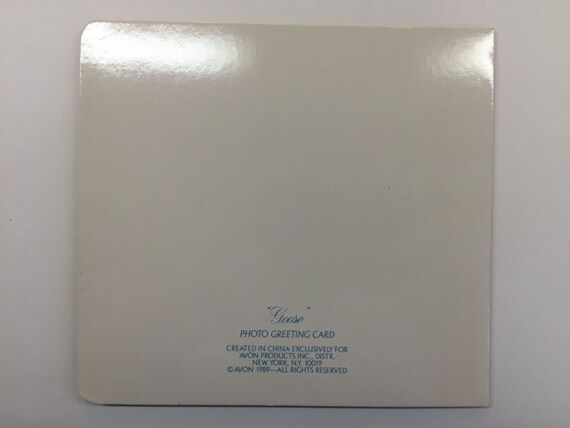 "Goose"
PHOTO GREETING CARD
CREATED IN CHINA EXCLUSIVELY FOR
AVON PRODUCTS INC., DISTR.
NEW YORK, N.Y. 10019
© AVON 1989—ALL RIGHTS RESERVED